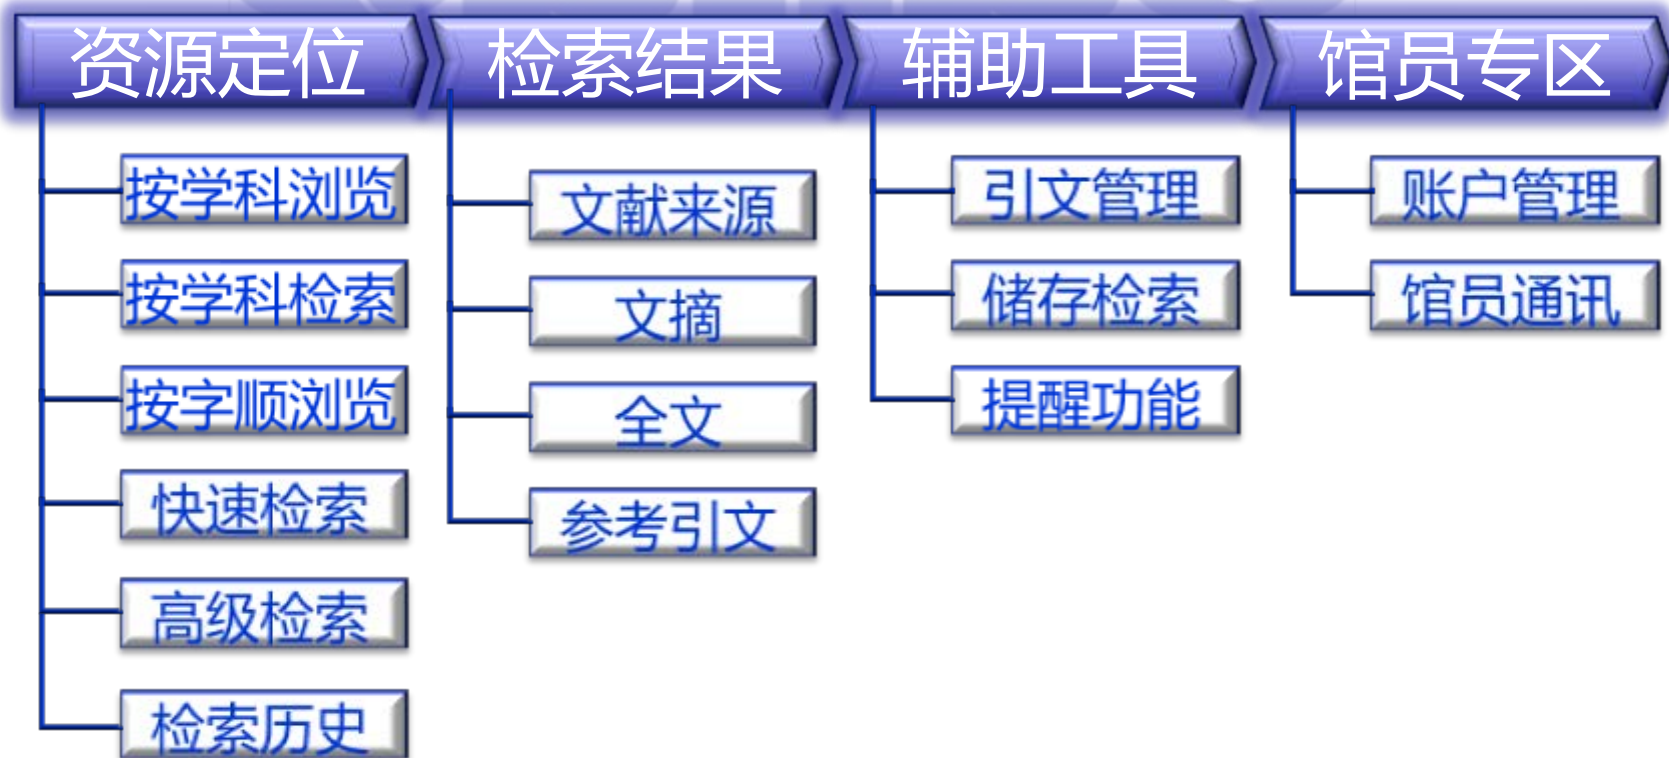 资源定位
按学科浏览
按学科检索
按字顺浏览
快速检索
高级检索
检索历史
检索结果
文献来源
文摘
全文
参考引文
辅助工具
引文管理
储存检索
提醒功能
馆员专区
账户管理
馆员通讯